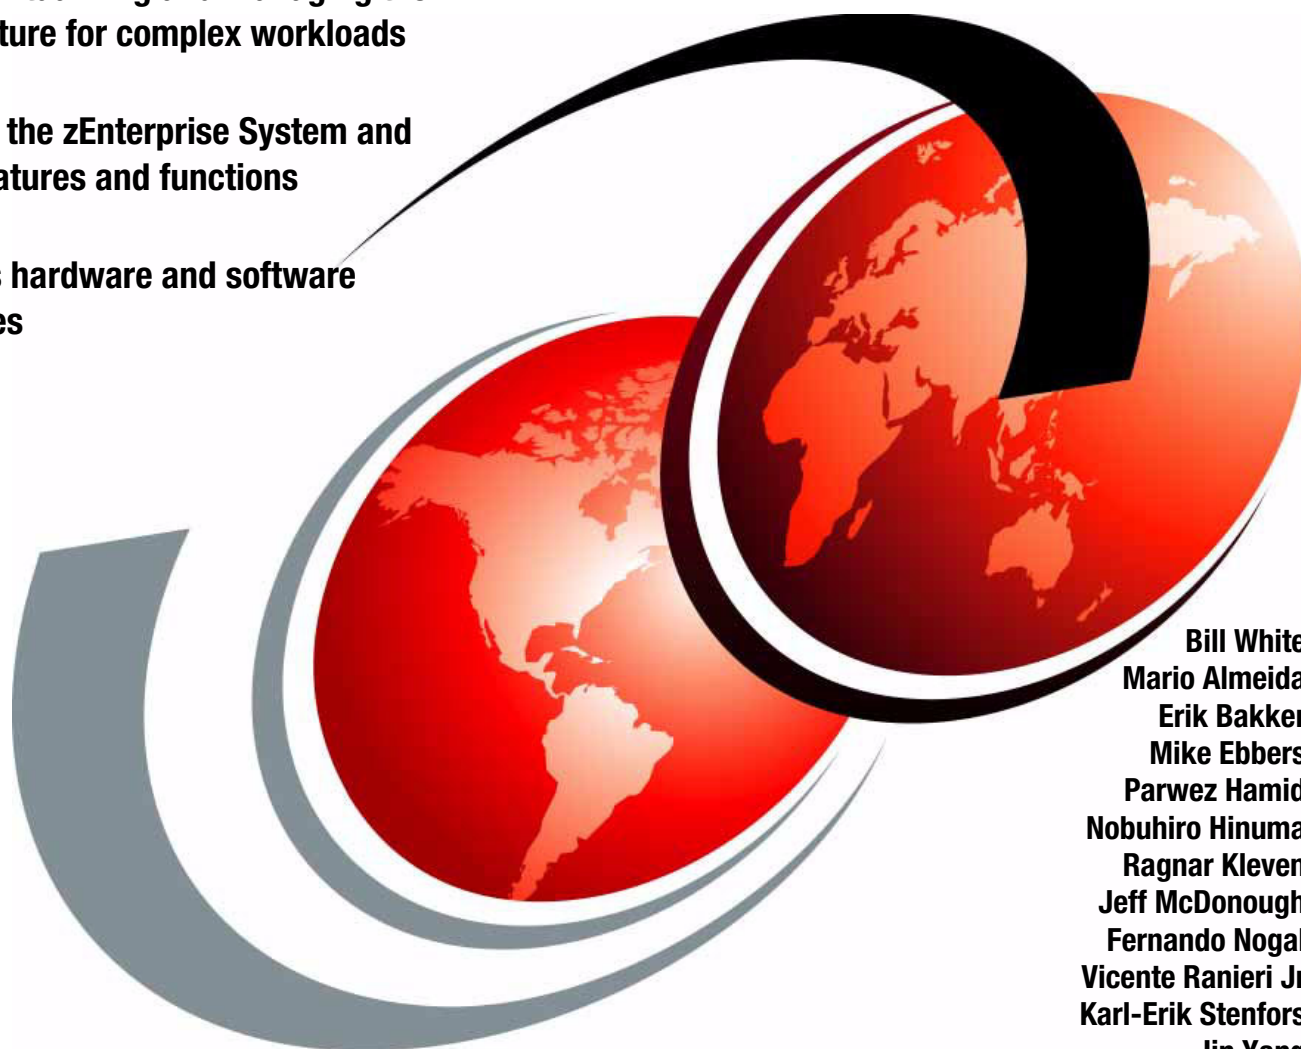 ture for complex workloads
the zEnterprise System and
atures and functions
hardware and software
es
Bill White
Mario Almeida
Erik Bakker
Mike Ebbers
Parwez Hamid
Nobuhiro Hinuma
Ragnar Kleven
Jeff McDonough
Fernando Nogal
Vicente Ranieri Jr
Karl-Erik Stenfors